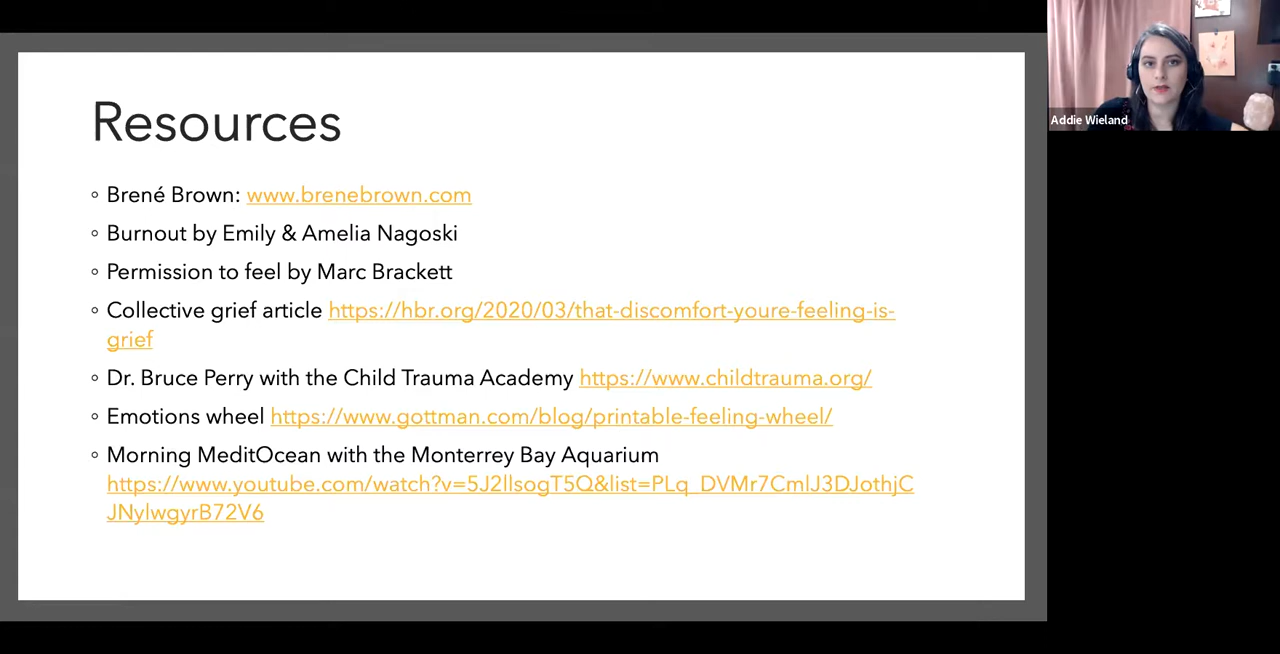 Resources
Brené Brown: www.brenebrown.com
Burnout by Emily & Amelia Nagoski
Permission to feel by Marc Brackett
Collective grief article https://hbr.org/2020/03/that-discomfort-youre-feeling-is-
grief
Dr. Bruce Perry with the Child Trauma Academy https://www.childtrauma.org/
Emotions wheel https://www.gottman.com/blog/printable-feeling-wheel/
Morning MeditOcean with the Monterrey Bay Aquarium
https://www.youtube.com/watch?v=5J2llsogT5Q&list=PLq_DVMr7CmlJ3DJothjC
JNylwgyrB72V6
Addie Wieland